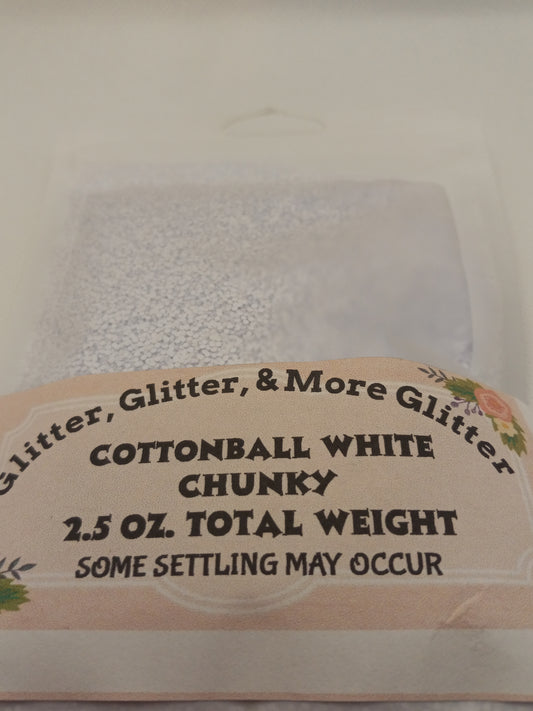 Glitter, Glitter, & More Glitter
COTTONBALL WHITE
CHUNKY
2.5 OZ. TOTAL WEIGHT
SOME SETTLING MAY OCCUR